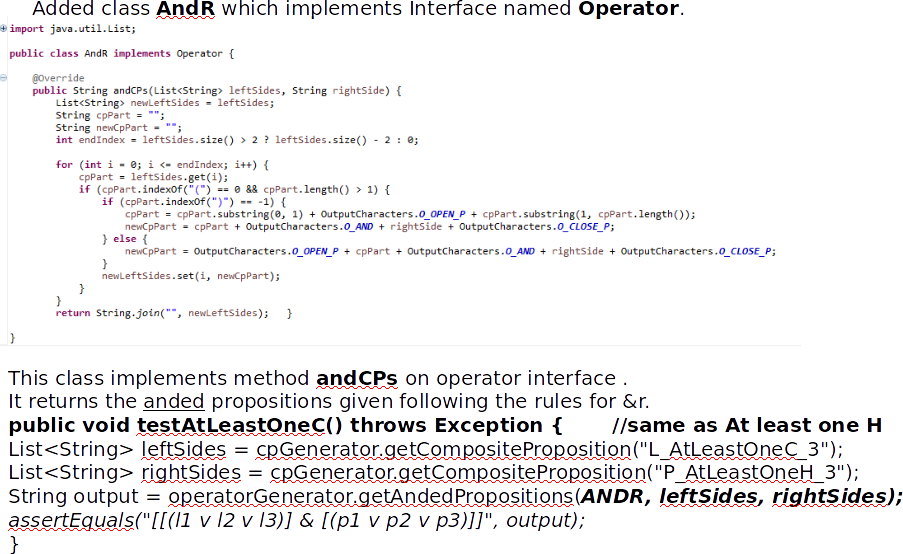 Added class AndR which implements Interface named Operator.
import java.util.List;
public class AndR implements Operator {
@Override
public String andCPs(List<String> leftSides, String rightSide) {
List<String> newLeftSides = leftSides;
String cpPart = "";
String newCpPart = "";
int endIndex = leftSides.size() > 2 ? leftSides.size() - 2 : 0;
for (int i = 0; i <= endIndex; i++) {
cpPart = leftSides.get(i);
if (cpPart.indexOf("(") == 0 && cpPart.length() > 1) {
if (cpPart.indexOf(")") == -1) {
cpPart = cpPart.substring(0, 1) + OutputCharacters.O_OPEN_P + cpPart.substring(1, cpPart.length());
newCpPart = cpPart + OutputCharacters.O_AND + rightSide + OutputCharacters.O_CLOSE_P;
} else {
newCpPart = OutputCharacters.O_OPEN_P + cpPart + OutputCharacters.O_AND + rightSide + OutputCharacters.O_CLOSE_P;
}
newLeftSides.set(i, newCpPart);
}
}
return String.join("", newLeftSides); }
}
This class implements method andCPs on operator interface .
It returns the anded propositions given following the rules for &r.
public void testAtLeastOneC() throws Exception { //same as At least one H
List<String> leftSides = cpGenerator.getCompositeProposition("L_AtLeastOneC_3");
List<String> rightSides = cpGenerator.getCompositeProposition("P_AtLeastOneH_3");
String output = operatorGenerator.getAndedPropositions(ANDR, leftSides, rightSides);
assertEquals("[[(l1 v l2 v l3)] & [(p1 v p2 v p3)]]", output);
}